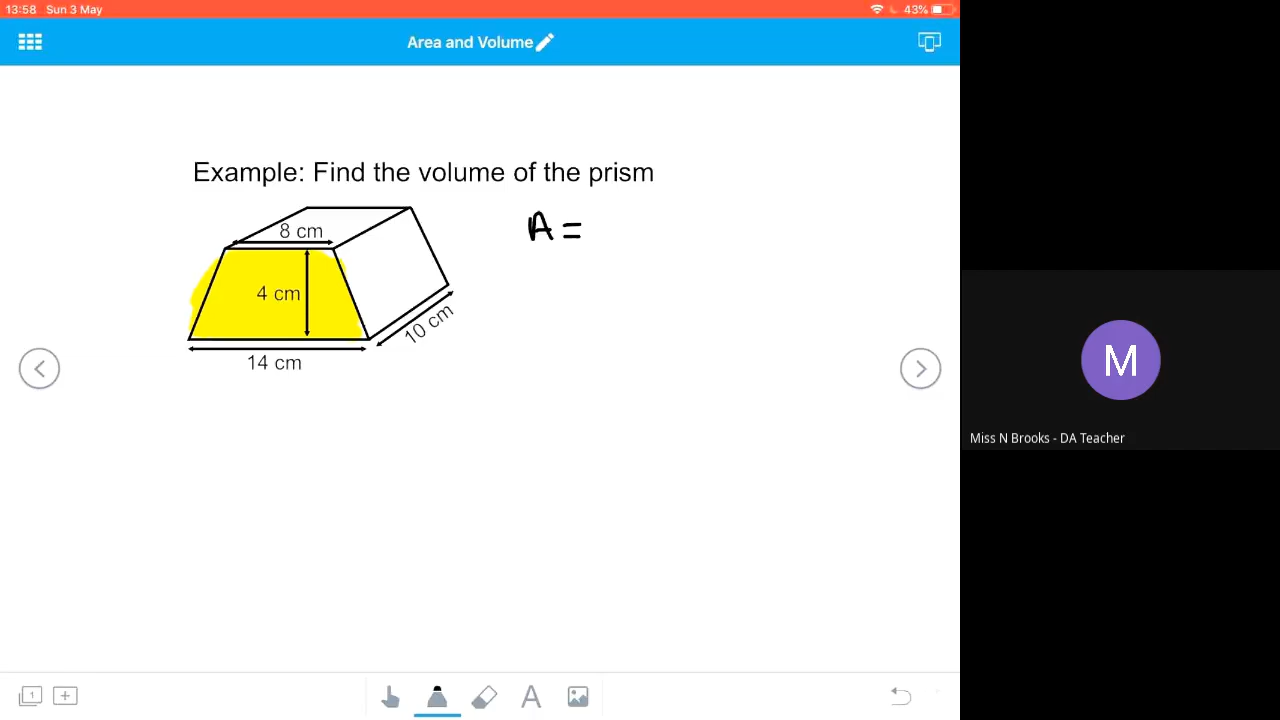 13:58 Sun 3 May 43%
Area and Volume
Example: Find the volume of the prism
A =
8 cm
4 cm
10 cm
14 cm
M
Miss N Brooks - DA Teacher
1
A